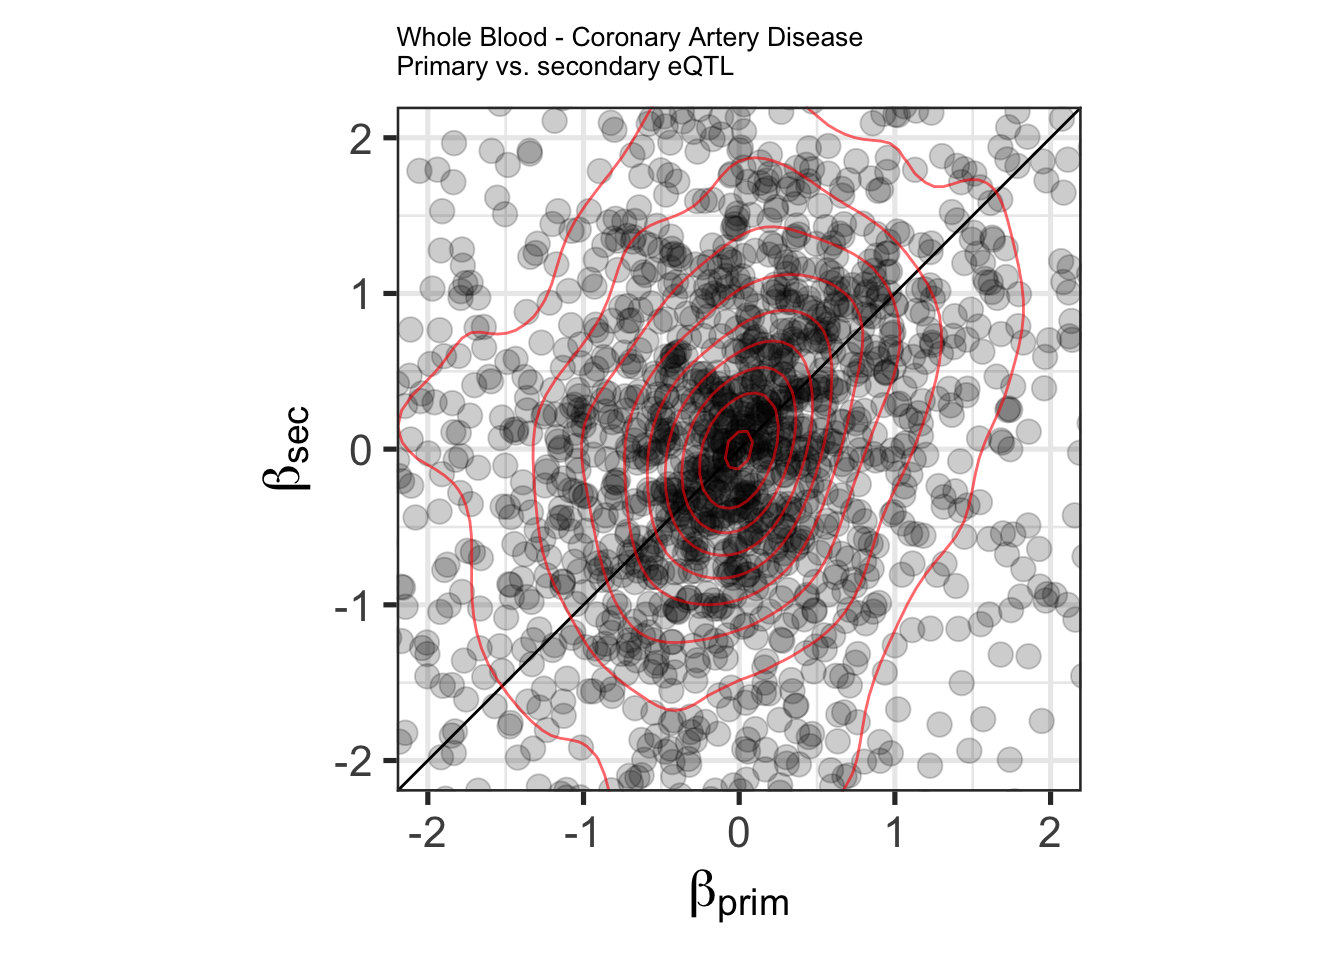 Whole Blood - Coronary Artery Disease
Primary vs. secondary eQTL
2
1
0
-1
-2
βsec
-2 -1 0 1 2
βprim